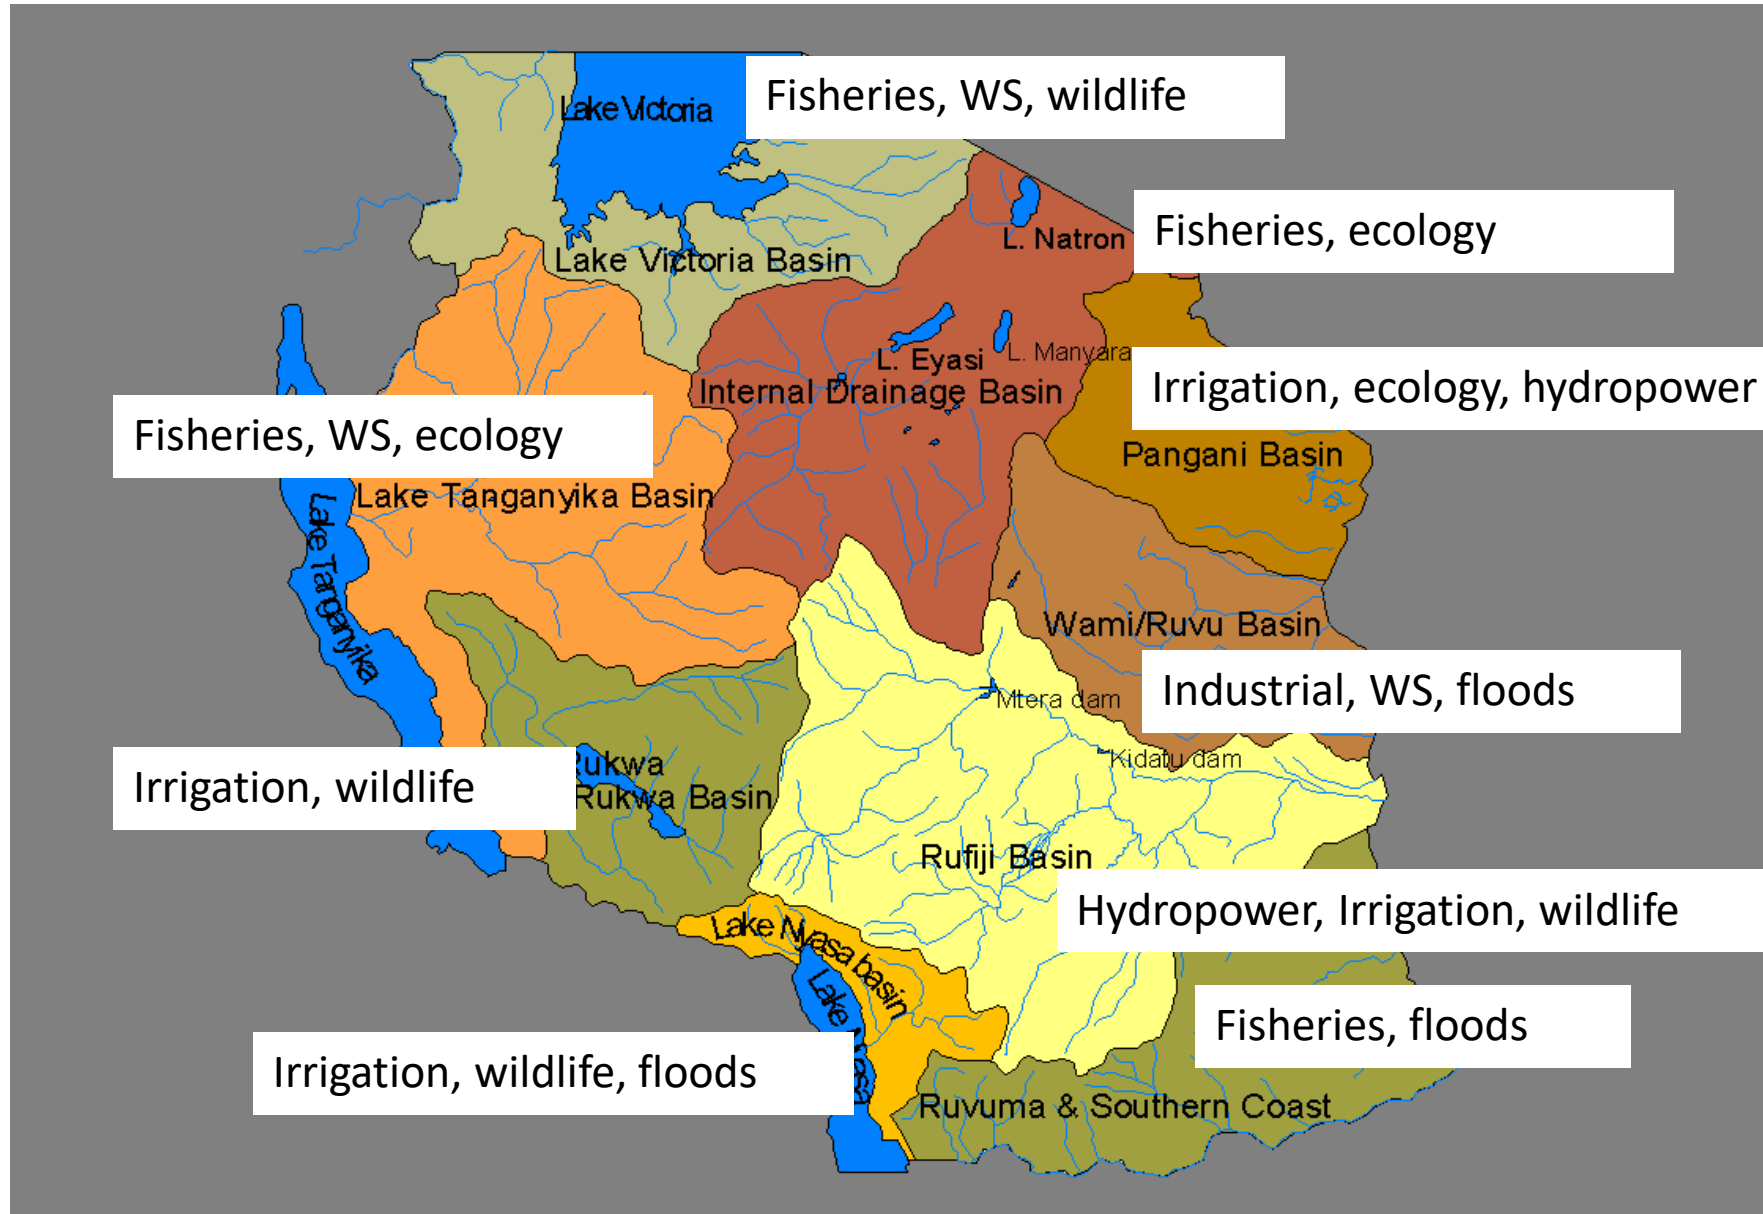 Fisheries, WS, wildlife
Lake Victoria
Fisheries, ecology
L. Natron
Lake Victoria Basin
L. Manyara
L. Eyasi
Irrigation, ecology, hydropower
Internal Drainage Basin
Fisheries, WS, ecology
Pangani Basin
Lake Tanganyika Basin
Lake Tanganyika
Wami/Ruvu Basin
Industrial, WS, floods
Mtera dam
Kidatu dam
Rukwa
Irrigation, wildlife
Rukwa Basin
Rufiji Basin
Hydropower, Irrigation, wildlife
Lake Nyasa basin
Lake Nyasa
Fisheries, floods
Irrigation, wildlife, floods
Ruvuma & Southern Coast